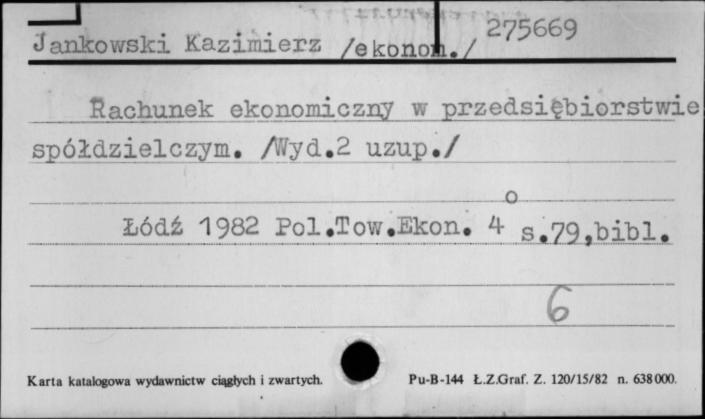 275669
Jankowski Kazimierz /ekonom./
Rachunek ekonomiczny w przedsiębiorstwie
spółdzielczym. /Wyd.2 uzup./
Łódź 1982 Pol.Tow.Ekon. 4o s.79,bibl.
6
Karta katalogowa wydawnictw ciągłych i zwartych. Pu-B-144 Ł.Z.Graf. Z. 120/15/82 n. 638000.